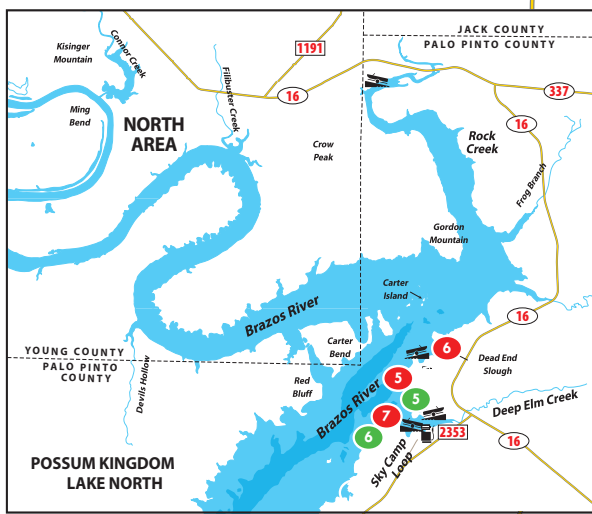 JACK COUNTY
PALO PINTO COUNTY
Kisinger
Mountain
Connor Creek
1191
16
337
Ming
Bend
Filibuster Creek
NORTH
AREA
Crow
Peak
Rock
Creek
16
Frog Branch
Gordon
Mountain
Carter
Island
Brazos River
16
YOUNG COUNTY
PALO PINTO
COUNTY
Devils Hollow
Carter
Bend
6
Dead End
Slough
Red
Bluff
Brazos River
5
5
Deep Elm Creek
7
6
2353
16
Sky Camp
Loop
POSSUM KINGDOM
LAKE NORTH